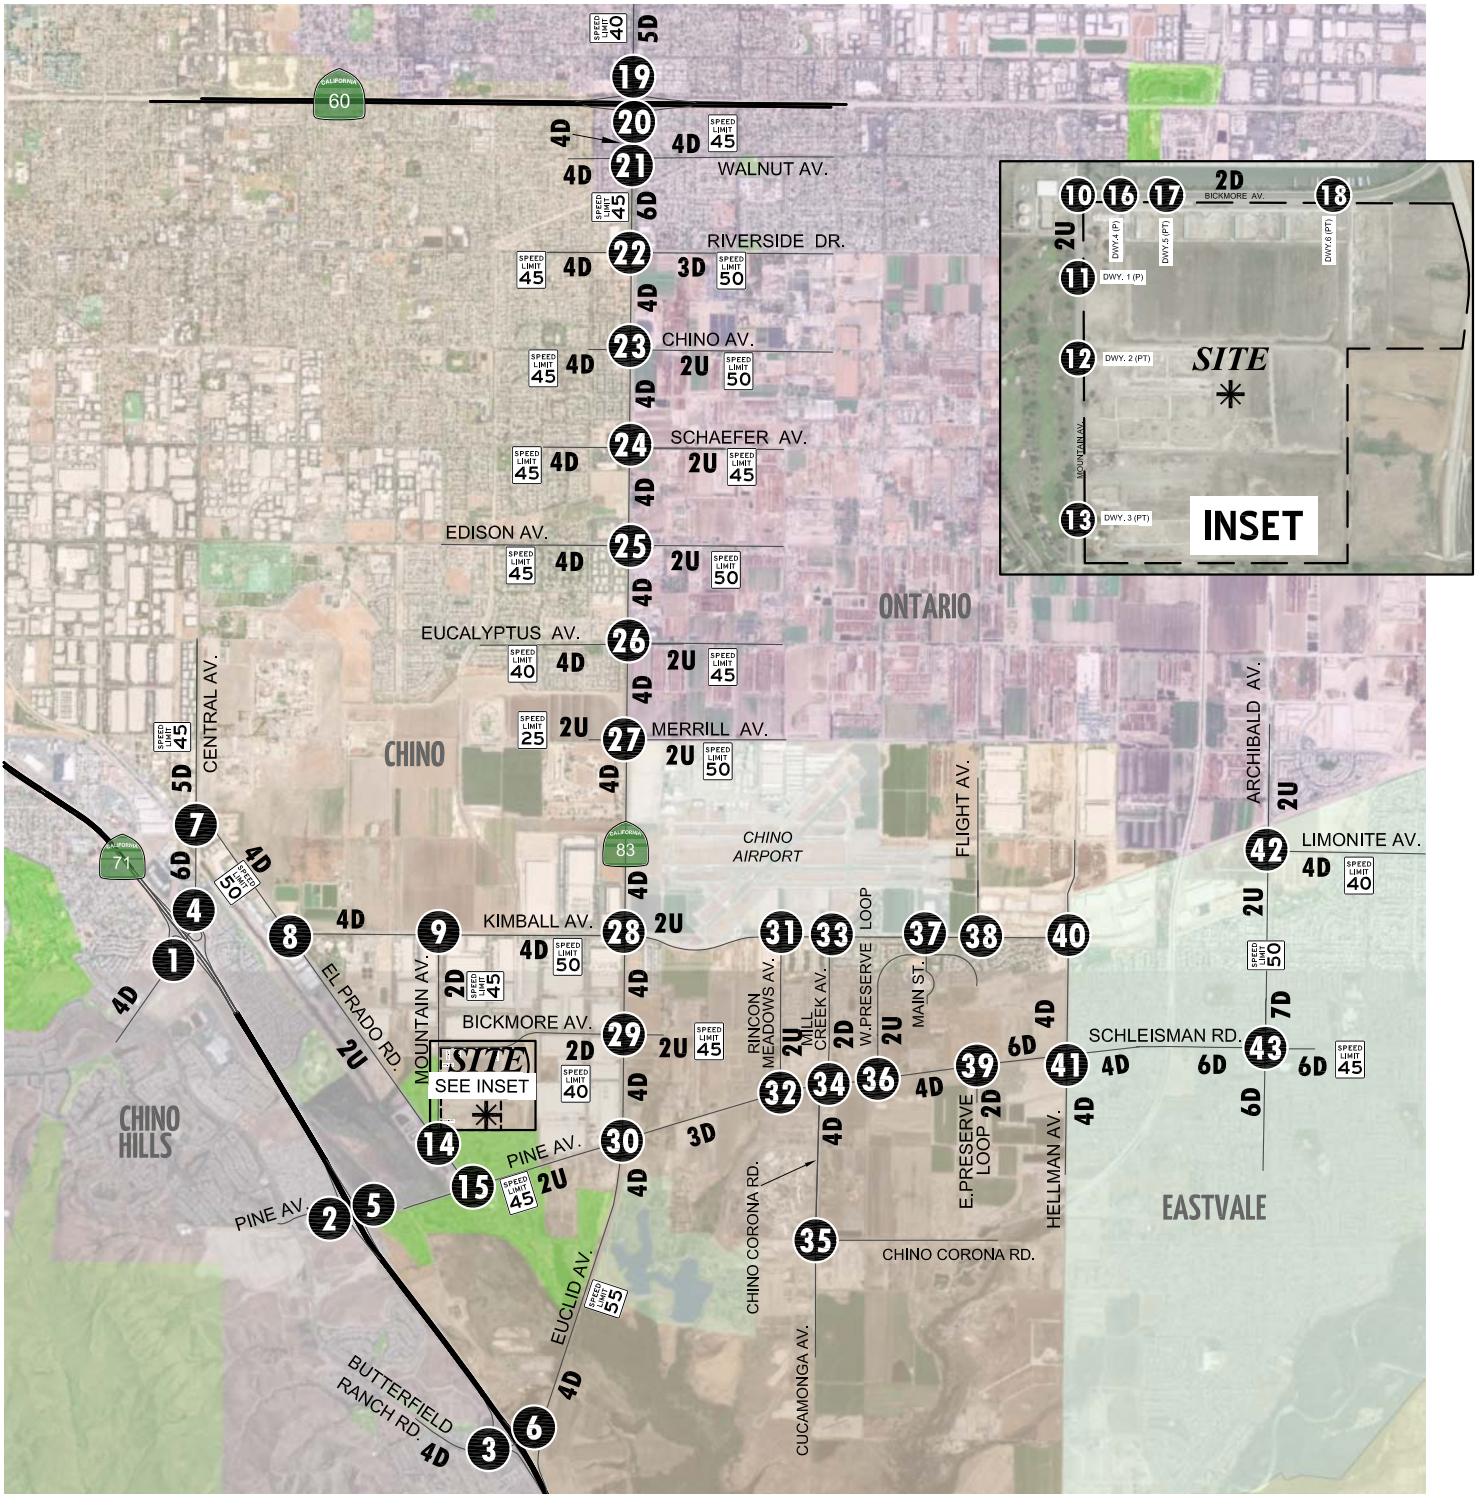 SPEED LIMIT 40
5D
19
CALIFORNIA
60
20
4D
4D
SPEED LIMIT 45
21
4D
WALNUT AV.
SPEED LIMIT 45
6D
22
RIVERSIDE DR.
SPEED LIMIT 45
4D
3D
SPEED LIMIT 50
4D
23
CHINO AV.
SPEED LIMIT 45
4D
2U
SPEED LIMIT 50
4D
24
SCHAEFER AV.
SPEED LIMIT 45
4D
2U
SPEED LIMIT 45
4D
EDISON AV.
25
SPEED LIMIT 45
4D
2U
SPEED LIMIT 50
4D
ONTARIO
EUCALYPTUS AV.
26
SPEED LIMIT 40
4D
2U
SPEED LIMIT 45
4D
SPEED LIMIT 25
2U
27
MERRILL AV.
2U
SPEED LIMIT 50
4D
CHINO
10
16
17
2D
BICKMORE AV.
18
2U
DWY.4 (P)
DWY.5 (PT)
DWY.6 (PT)
11
DWY. 1 (P)
12
DWY. 2 (PT)
SITE
MOUNTAIN AV.
13
DWY. 3 (PT)
INSET
CENTRAL AV.
SPEED LIMIT 45
5D
7
CALIFORNIA
71
6D
4D
SPEED LIMIT 50
4
1
4D
8
4D
9
KIMBALL AV.
4D
SPEED LIMIT 50
CALIFORNIA
83
4D
28
2U
CHINO
AIRPORT
31
33
W.PRESERVE LOOP
37
38
FLIGHT AV.
40
ARCHIBALD AV.
2U
42
LIMONITE AV.
4D
SPEED LIMIT 40
2U
SPEED LIMIT 50
7D
EL PRADO RD.
2U
MOUNTAIN AV.
2D
SPEED LIMIT 45
BICKMORE AV.
2D
SPEED LIMIT 40
4D
29
2U
SPEED LIMIT 45
4D
SITE
SEE INSET
RINCON
MEADOWS AV.
2U
MILL
CREEK AV.
2D
2U
MAIN ST.
4D
6D
SCHLEISMAN RD.
43
4D
6D
6D
SPEED LIMIT 45
6D
CHINO
HILLS
14
15
PINE AV.
2U
SPEED LIMIT 45
30
3D
32
34
36
4D
39
2D
41
4D
4D
4D
E.PRESERVE
LOOP
HELLMAN AV.
EASTVALE
PINE AV.
2
5
CHINO CORONA RD.
35
CHINO CORONA RD.
CUCAMONGA AV.
EUCLID AV.
SPEED LIMIT 55
4D
BUTTERFIELD
RANCH RD.
4D
3
6